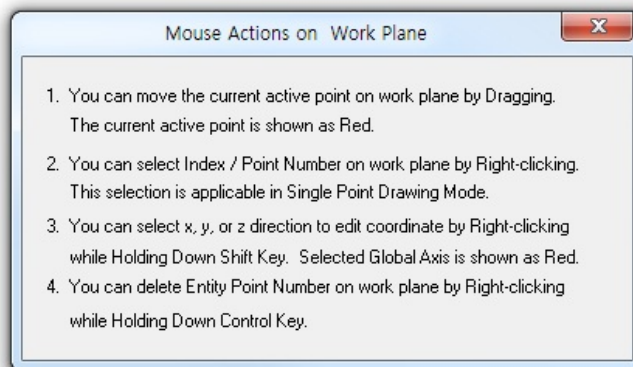 Mouse Actions on Work Plane
1. You can move the current active point on work plane by Dragging.
The current active point is shown as Red.
2. You can select Index / Point Number on work plane by Right-clicking.
This selection is applicable in Single Point Drawing Mode.
3. You can select x, y, or z direction to edit coordinate by Right-clicking
while Holding Down Shift Key. Selected Global Axis is shown as Red.
4. You can delete Entity Point Number on work plane by Right-clicking
while Holding Down Control Key.